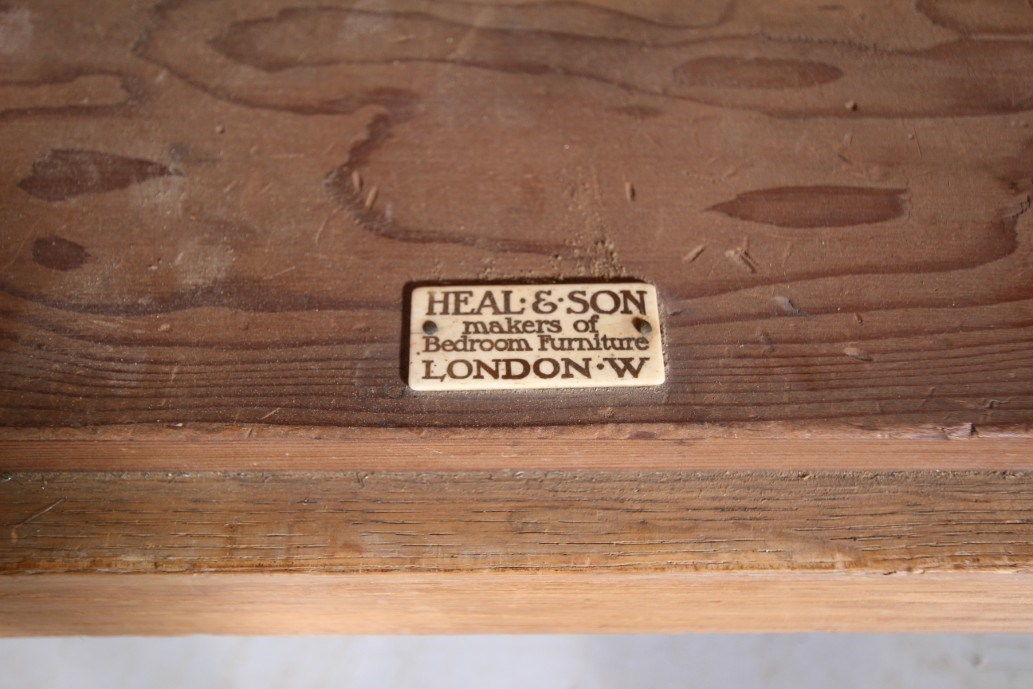 HEAL·&·SON
makers of
Bedroom Furniture
LONDON·W